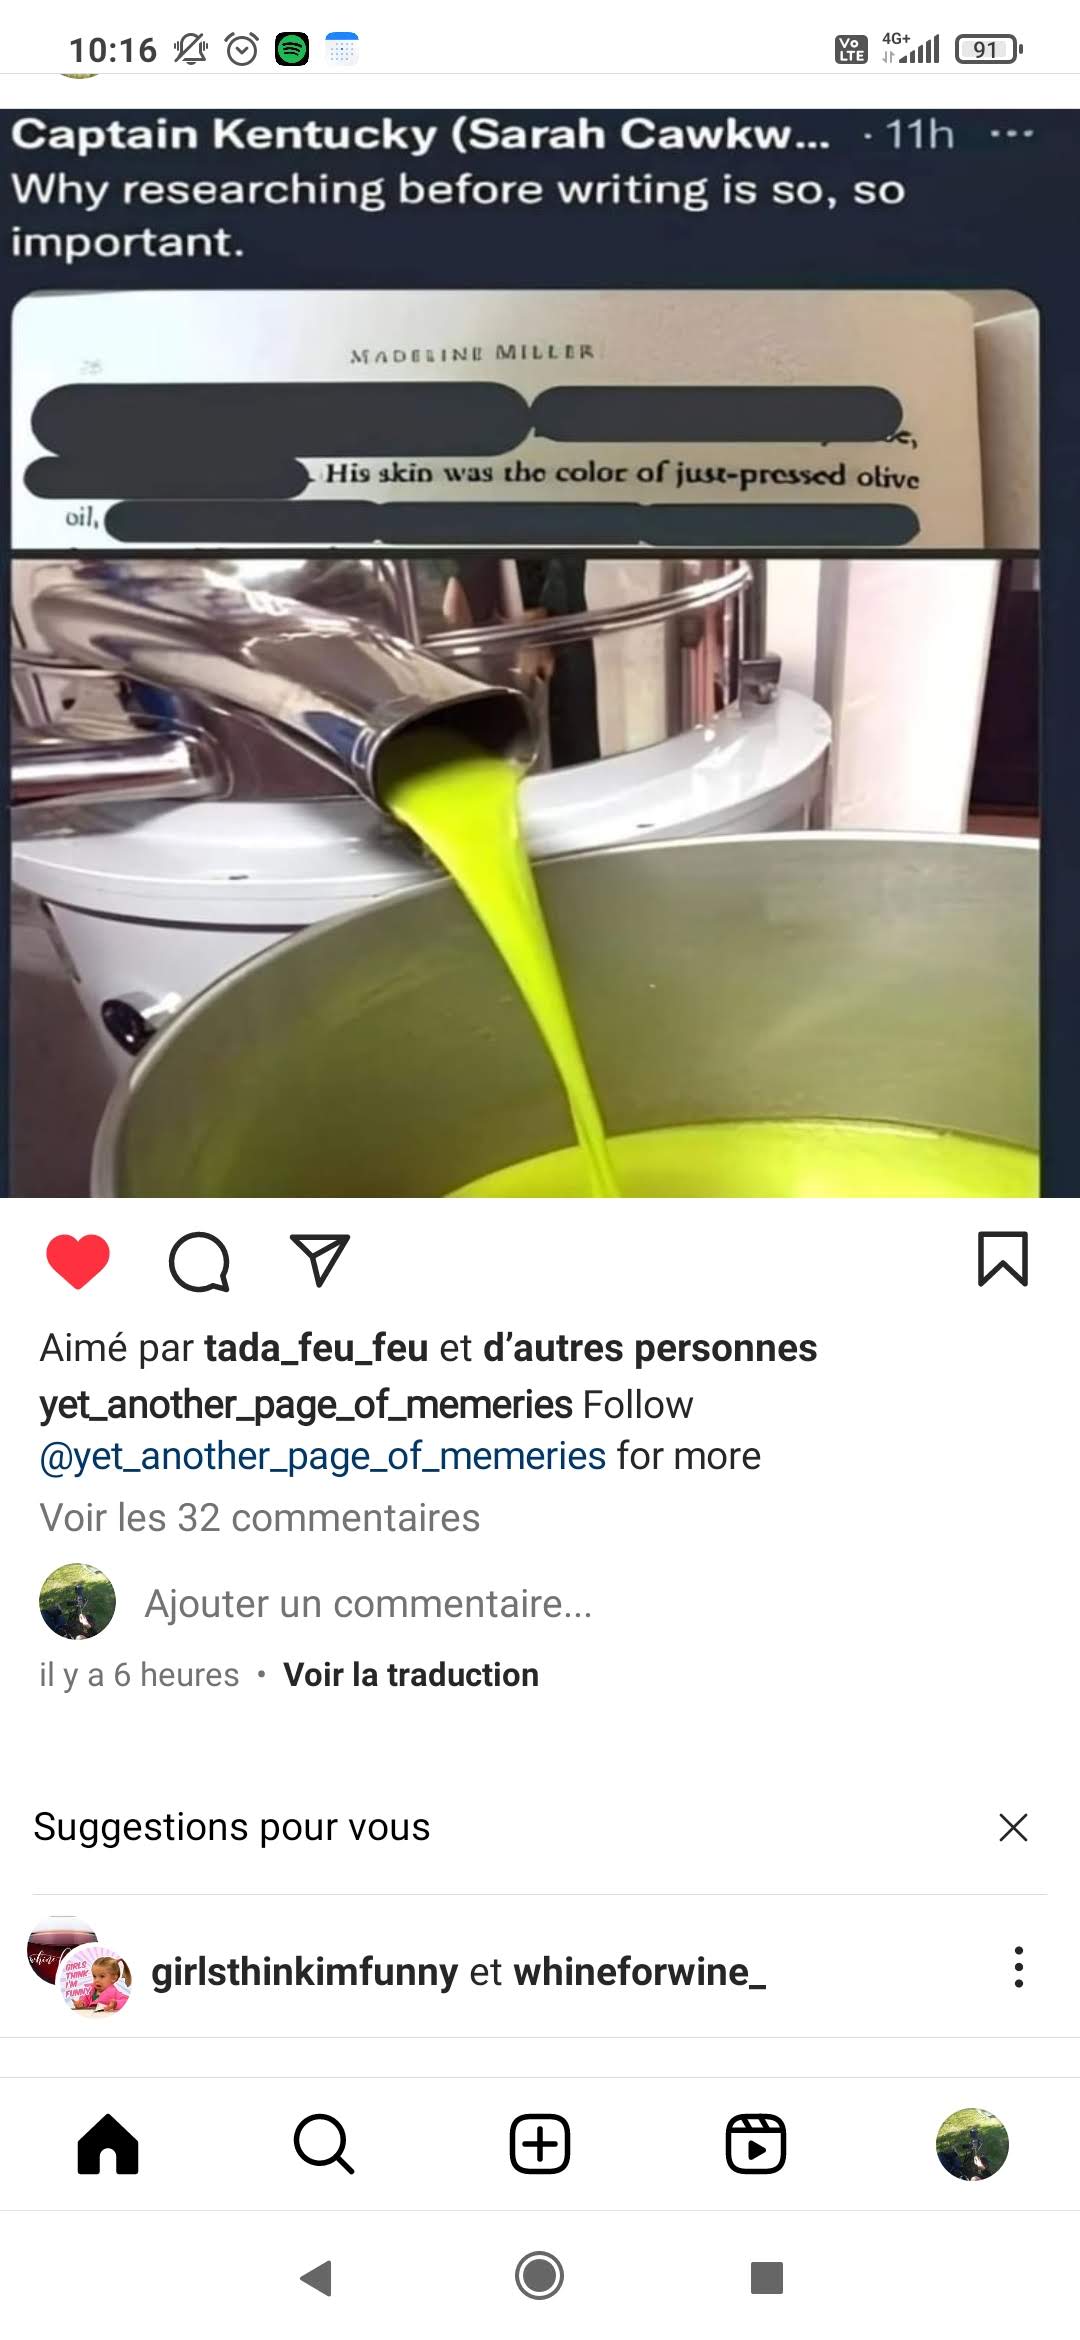 10:16
Vo LTE
4G+
91
Captain Kentucky (Sarah Cawkw... · 11h ...
Why researching before writing is so, so
important.
MADELINE MILLER
His skin was the color of just-pressed olive
oil,
Aimé par tada_feu_feu et d'autres personnes
yet_another_page_of_memeries Follow
@yet_another_page_of_memeries for more
Voir les 32 commentaires
Ajouter un commentaire...
il y a 6 heures • Voir la traduction
Suggestions pour vous
GIRLS
THINK
I'M
FUNNY
girlsthinkimfunny et whineforwine_